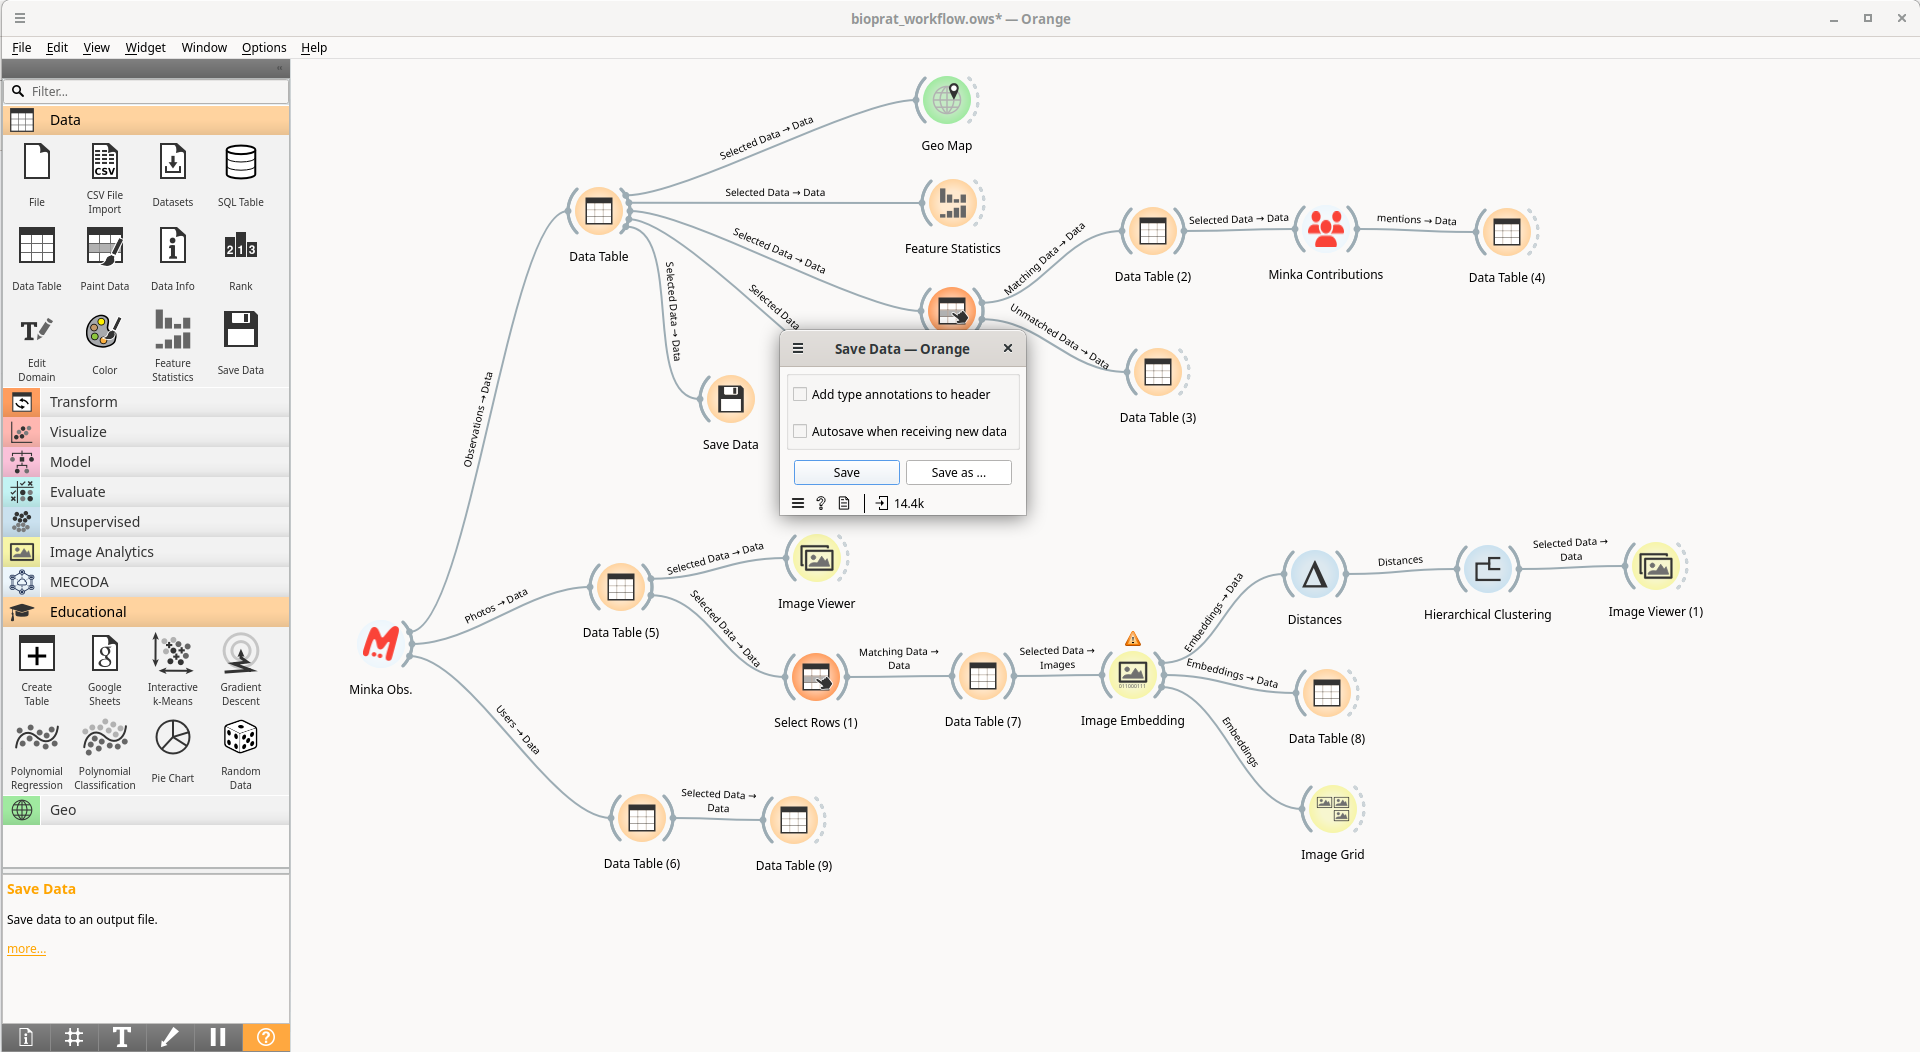 bioprat_workflow.ows* — Orange
File Edit View Widget Window Options Help
Filter...
Data
File
CSV File
Import
Datasets
SQL Table
Data Table
Paint Data
Data Info
Rank
Edit
Domain
Color
Feature
Statistics
Save Data
Transform
Visualize
Model
Evaluate
Unsupervised
Image Analytics
MECODA
Educational
Create
Table
Google
Sheets
Interactive
k-Means
Gradient
Descent
Polynomial
Regression
Polynomial
Classification
Pie Chart
Random
Data
Geo
Save Data
Save data to an output file.
more...
Geo Map
Selected Data → Data
Selected Data → Data
Feature Statistics
Data Table
Selected Data → Data
Selected Data
Selected Data → Data
Matching Data → Data
Unmatched Data → Data
Data Table (2)
Selected Data → Data
Minka Contributions
mentions → Data
Data Table (4)
Data Table (3)
Save Data
Observations → Data
Save Data — Orange
Add type annotations to header
Autosave when receiving new data
Save
Save as ...
14.4k
Minka Obs.
Photos → Data
Users → Data
Data Table (5)
Selected Data → Data
Image Viewer
Selected Data → Data
Select Rows (1)
Matching Data →
Data
Data Table (7)
Selected Data →
Images
Image Embedding
Embeddings → Data
Distances
Distances
Hierarchical Clustering
Selected Data →
Data
Image Viewer (1)
Embeddings → Data
Data Table (8)
Embeddings
Image Grid
Data Table (6)
Selected Data →
Data
Data Table (9)